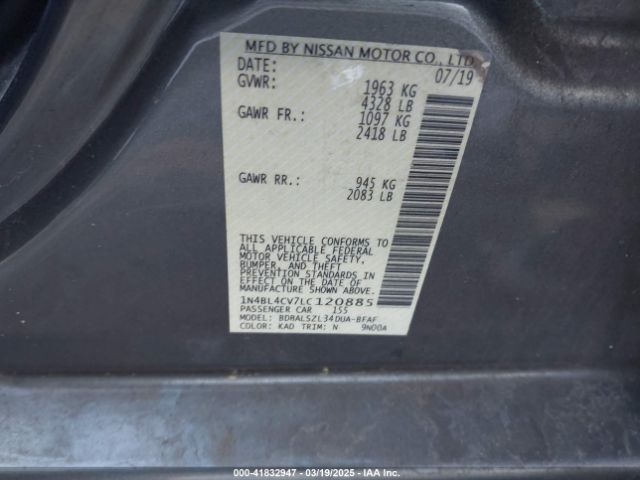 MFD BY NISSAN MOTOR CO., LTD
DATE: 07/19
GVWR: 1963 KG
4328 LB
GAWR FR.: 1097 KG
2418 LB
GAWR RR.: 945 KG
2083 LB
THIS VEHICLE CONFORMS TO
ALL APPLICABLE FEDERAL
MOTOR VEHICLE SAFETY,
BUMPER, AND THEFT
PREVENTION STANDARDS IN
EFFECT ON THE DATE OF
MANUFACTURE SHOWN ABOVE.
1N4BL4CV7LC120885
PASSENGER CAR 155
MODEL: BDRALSZL34DUA-BFAF
COLOR: KAD TRIM: N 9N00A
000-41832947 - 03/19/2025 - IAA Inc.